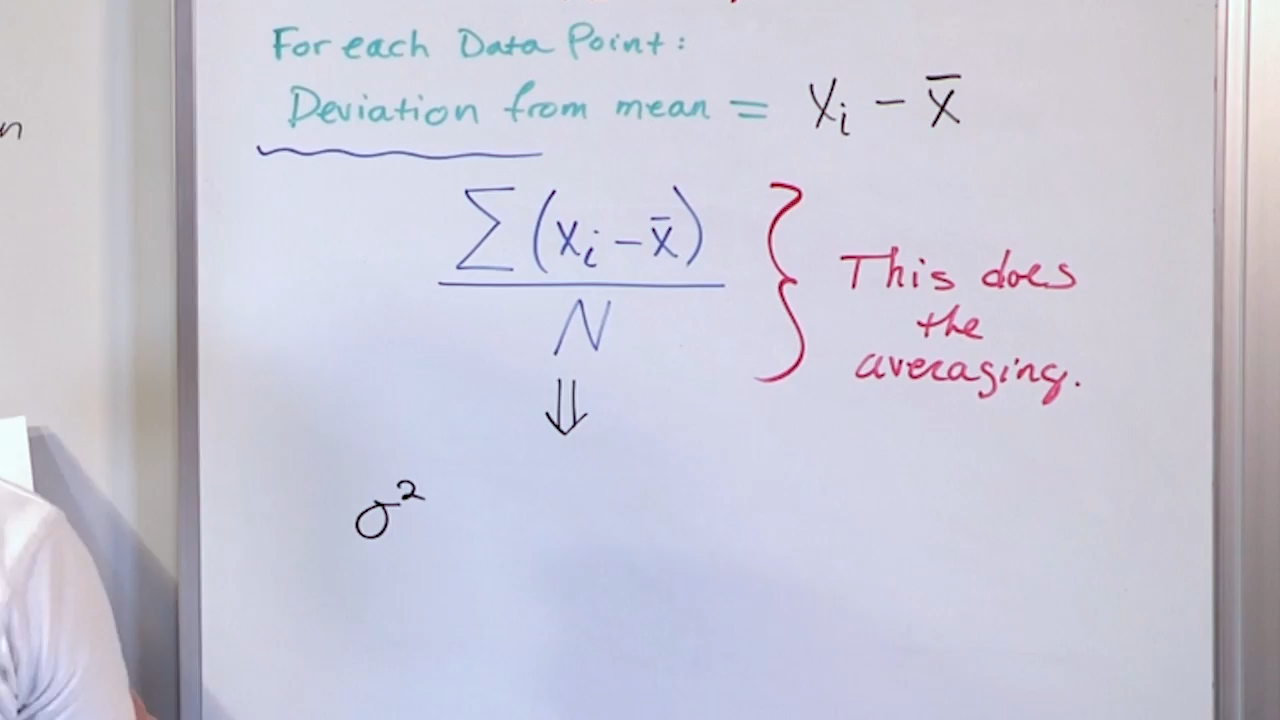 For each Data Point:
Deviation from mean = Xi - x̄
n
Σ(xi - x̄)
N
This does
the
averaging.
⇓
σ²